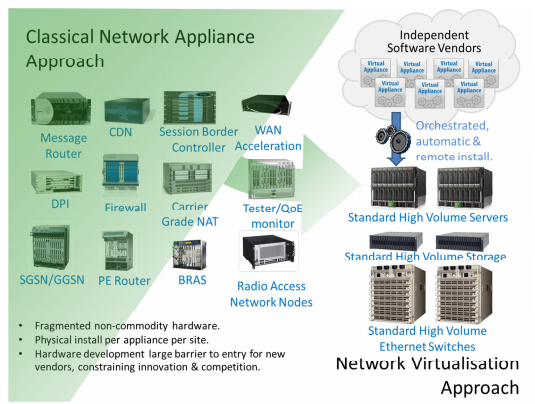 Classical Network Appliance
Approach
Independent
Software Vendors
Virtual
Appliance
Virtual
Appliance
Virtual
Appliance
Virtual
Appliance
Virtual
Appliance
Virtual
Appliance
Virtual
Appliance
Orchestrated,
automatic &
remote install.
Message
Router
CDN
Session Border
Controller
WAN
Acceleration
DPI
Firewall
Carrier
Grade NAT
Tester/QoE
monitor
SGSN/GGSN
PE Router
BRAS
Radio Access
Network Nodes
Standard High Volume Servers
Standard High Volume Storage
Standard High Volume
Ethernet Switches
• Fragmented non-commodity hardware.
• Physical install per appliance per site.
• Hardware development large barrier to entry for new
vendors, constraining innovation & competition.
Network Virtualisation
Approach